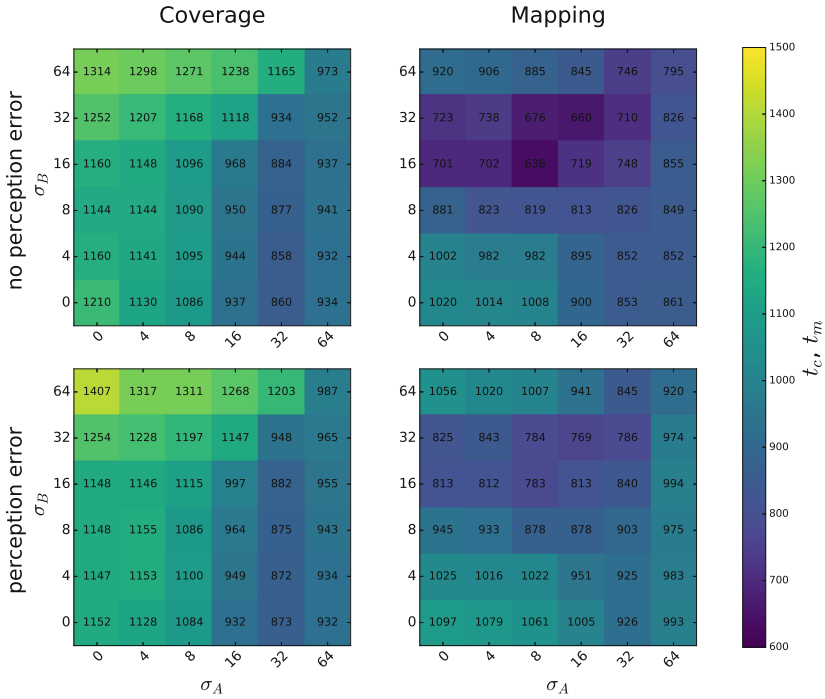 Coverage Mapping
no perception error
σ_B
64 1314 1298 1271 1238 1165 973
32 1252 1207 1168 1118 934 952
16 1160 1148 1096 968 884 937
8 1144 1144 1090 950 877 941
4 1160 1141 1095 944 858 932
0 1210 1130 1086 937 860 934
0 4 8 16 32 64
64 920 906 885 845 746 795
32 723 738 676 660 710 826
16 701 702 636 719 748 855
8 881 823 819 813 826 849
4 1002 982 982 895 852 852
0 1020 1014 1008 900 853 861
0 4 8 16 32 64
perception error
σ_B
64 1407 1317 1311 1268 1203 987
32 1254 1228 1197 1147 948 965
16 1148 1146 1115 997 882 955
8 1148 1155 1086 964 875 943
4 1147 1153 1100 949 872 934
0 1152 1128 1084 932 873 932
0 4 8 16 32 64
σ_A
64 1056 1020 1007 941 845 920
32 825 843 784 769 786 974
16 813 812 783 813 840 994
8 945 933 878 878 903 975
4 1025 1016 1022 951 925 983
0 1097 1079 1061 1005 926 993
0 4 8 16 32 64
σ_A
1500
1400
1300
1200
1100
1000
900
800
700
600
t_c, t_m